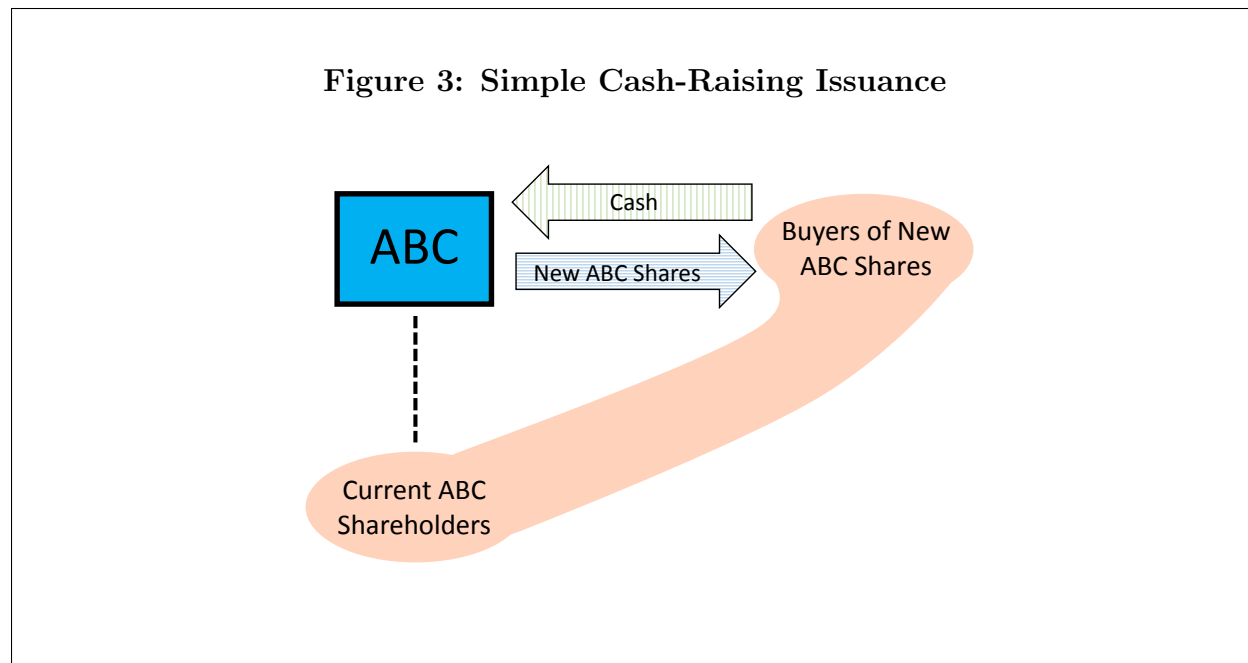 Figure 3: Simple Cash-Raising Issuance
ABC
Cash
New ABC Shares
Buyers of New
ABC Shares
Current ABC
Shareholders